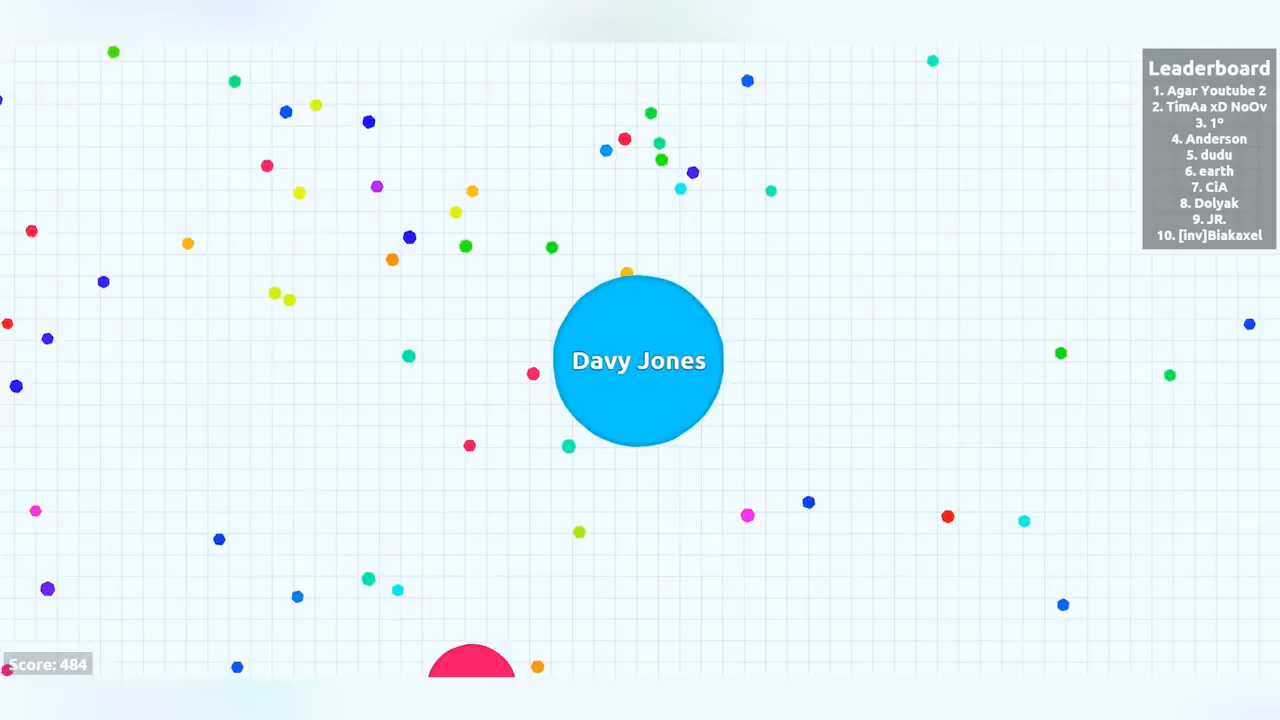 Leaderboard
1. Agar Youtube 2
2. TimAa xD NoOv
3. 1º
4. Anderson
5. dudu
6. earth
7. CiA
8. Dolyak
9. JR.
10. [inv]Biakaxel
Davy Jones
Score: 484